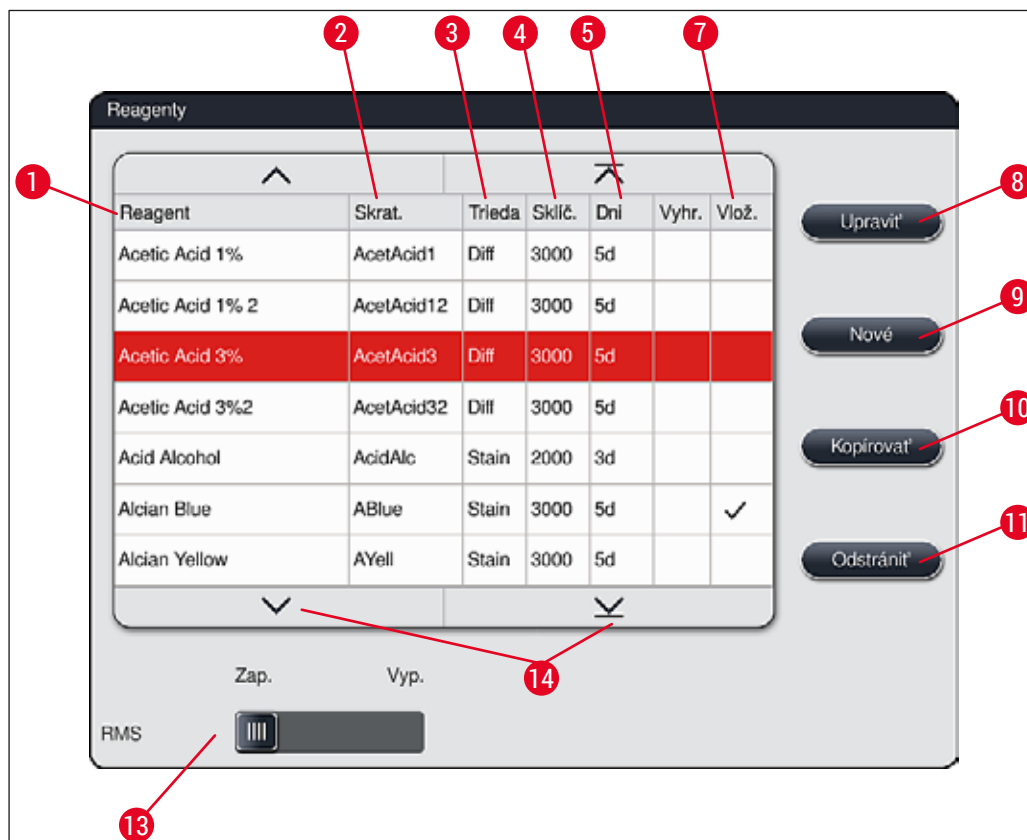 2 3 4 5 7
Reagenty
1
8
Reagent Skrat. Trieda Sklíč. Dni Vyhr. Vlož.
Upraviť
Acetic Acid 1% AcetAcid1 Diff 3000 5d
Acetic Acid 1% 2 AcetAcid12 Diff 3000 5d
9
Nové
Acetic Acid 3% AcetAcid3 Diff 3000 5d
Acetic Acid 3%2 AcetAcid32 Diff 3000 5d
10
Kopírovať
Acid Alcohol AcidAlc Stain 2000 3d
Alcian Blue ABlue Stain 3000 5d ✓
11
Odstrániť
Alcian Yellow AYell Stain 3000 5d
14
Zap. Vyp.
RMS
13